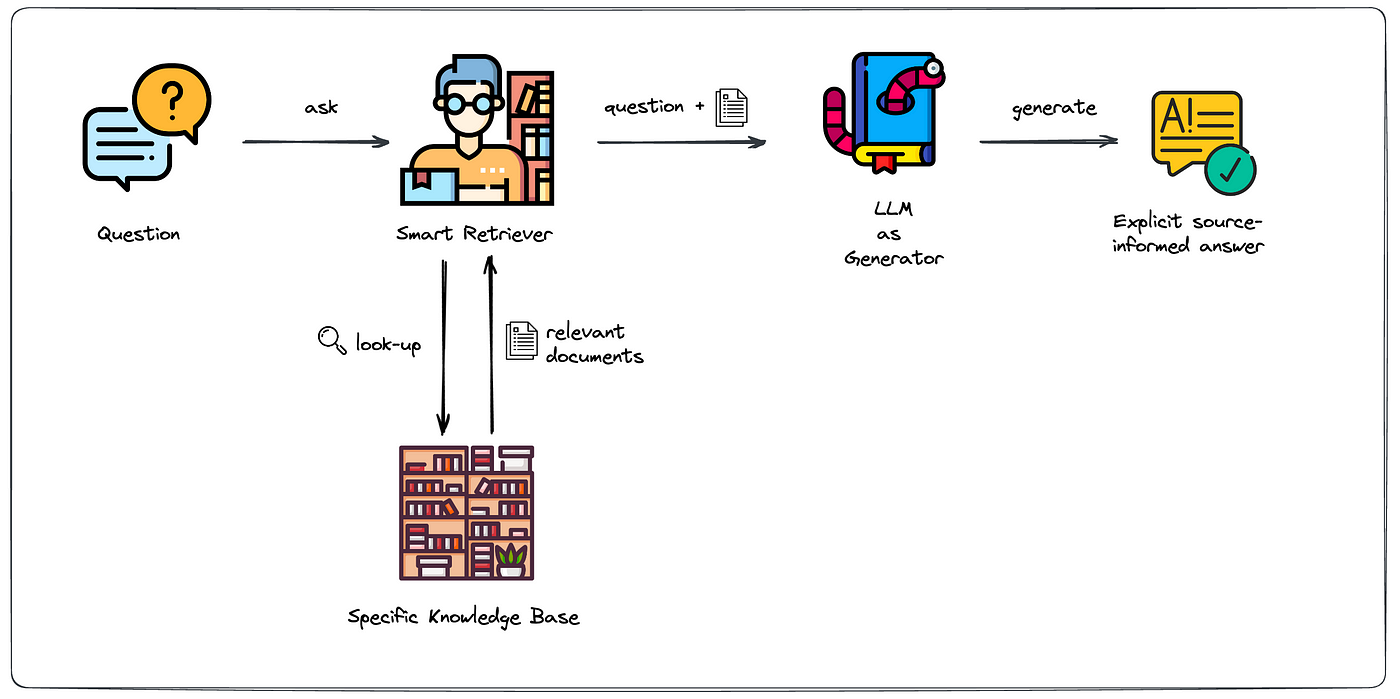 ask
question +
generate
?
A!
Question
Smart Retriever
LLM
as
Generator
Explicit source-
informed answer
look-up
relevant
documents
Specific Knowledge Base